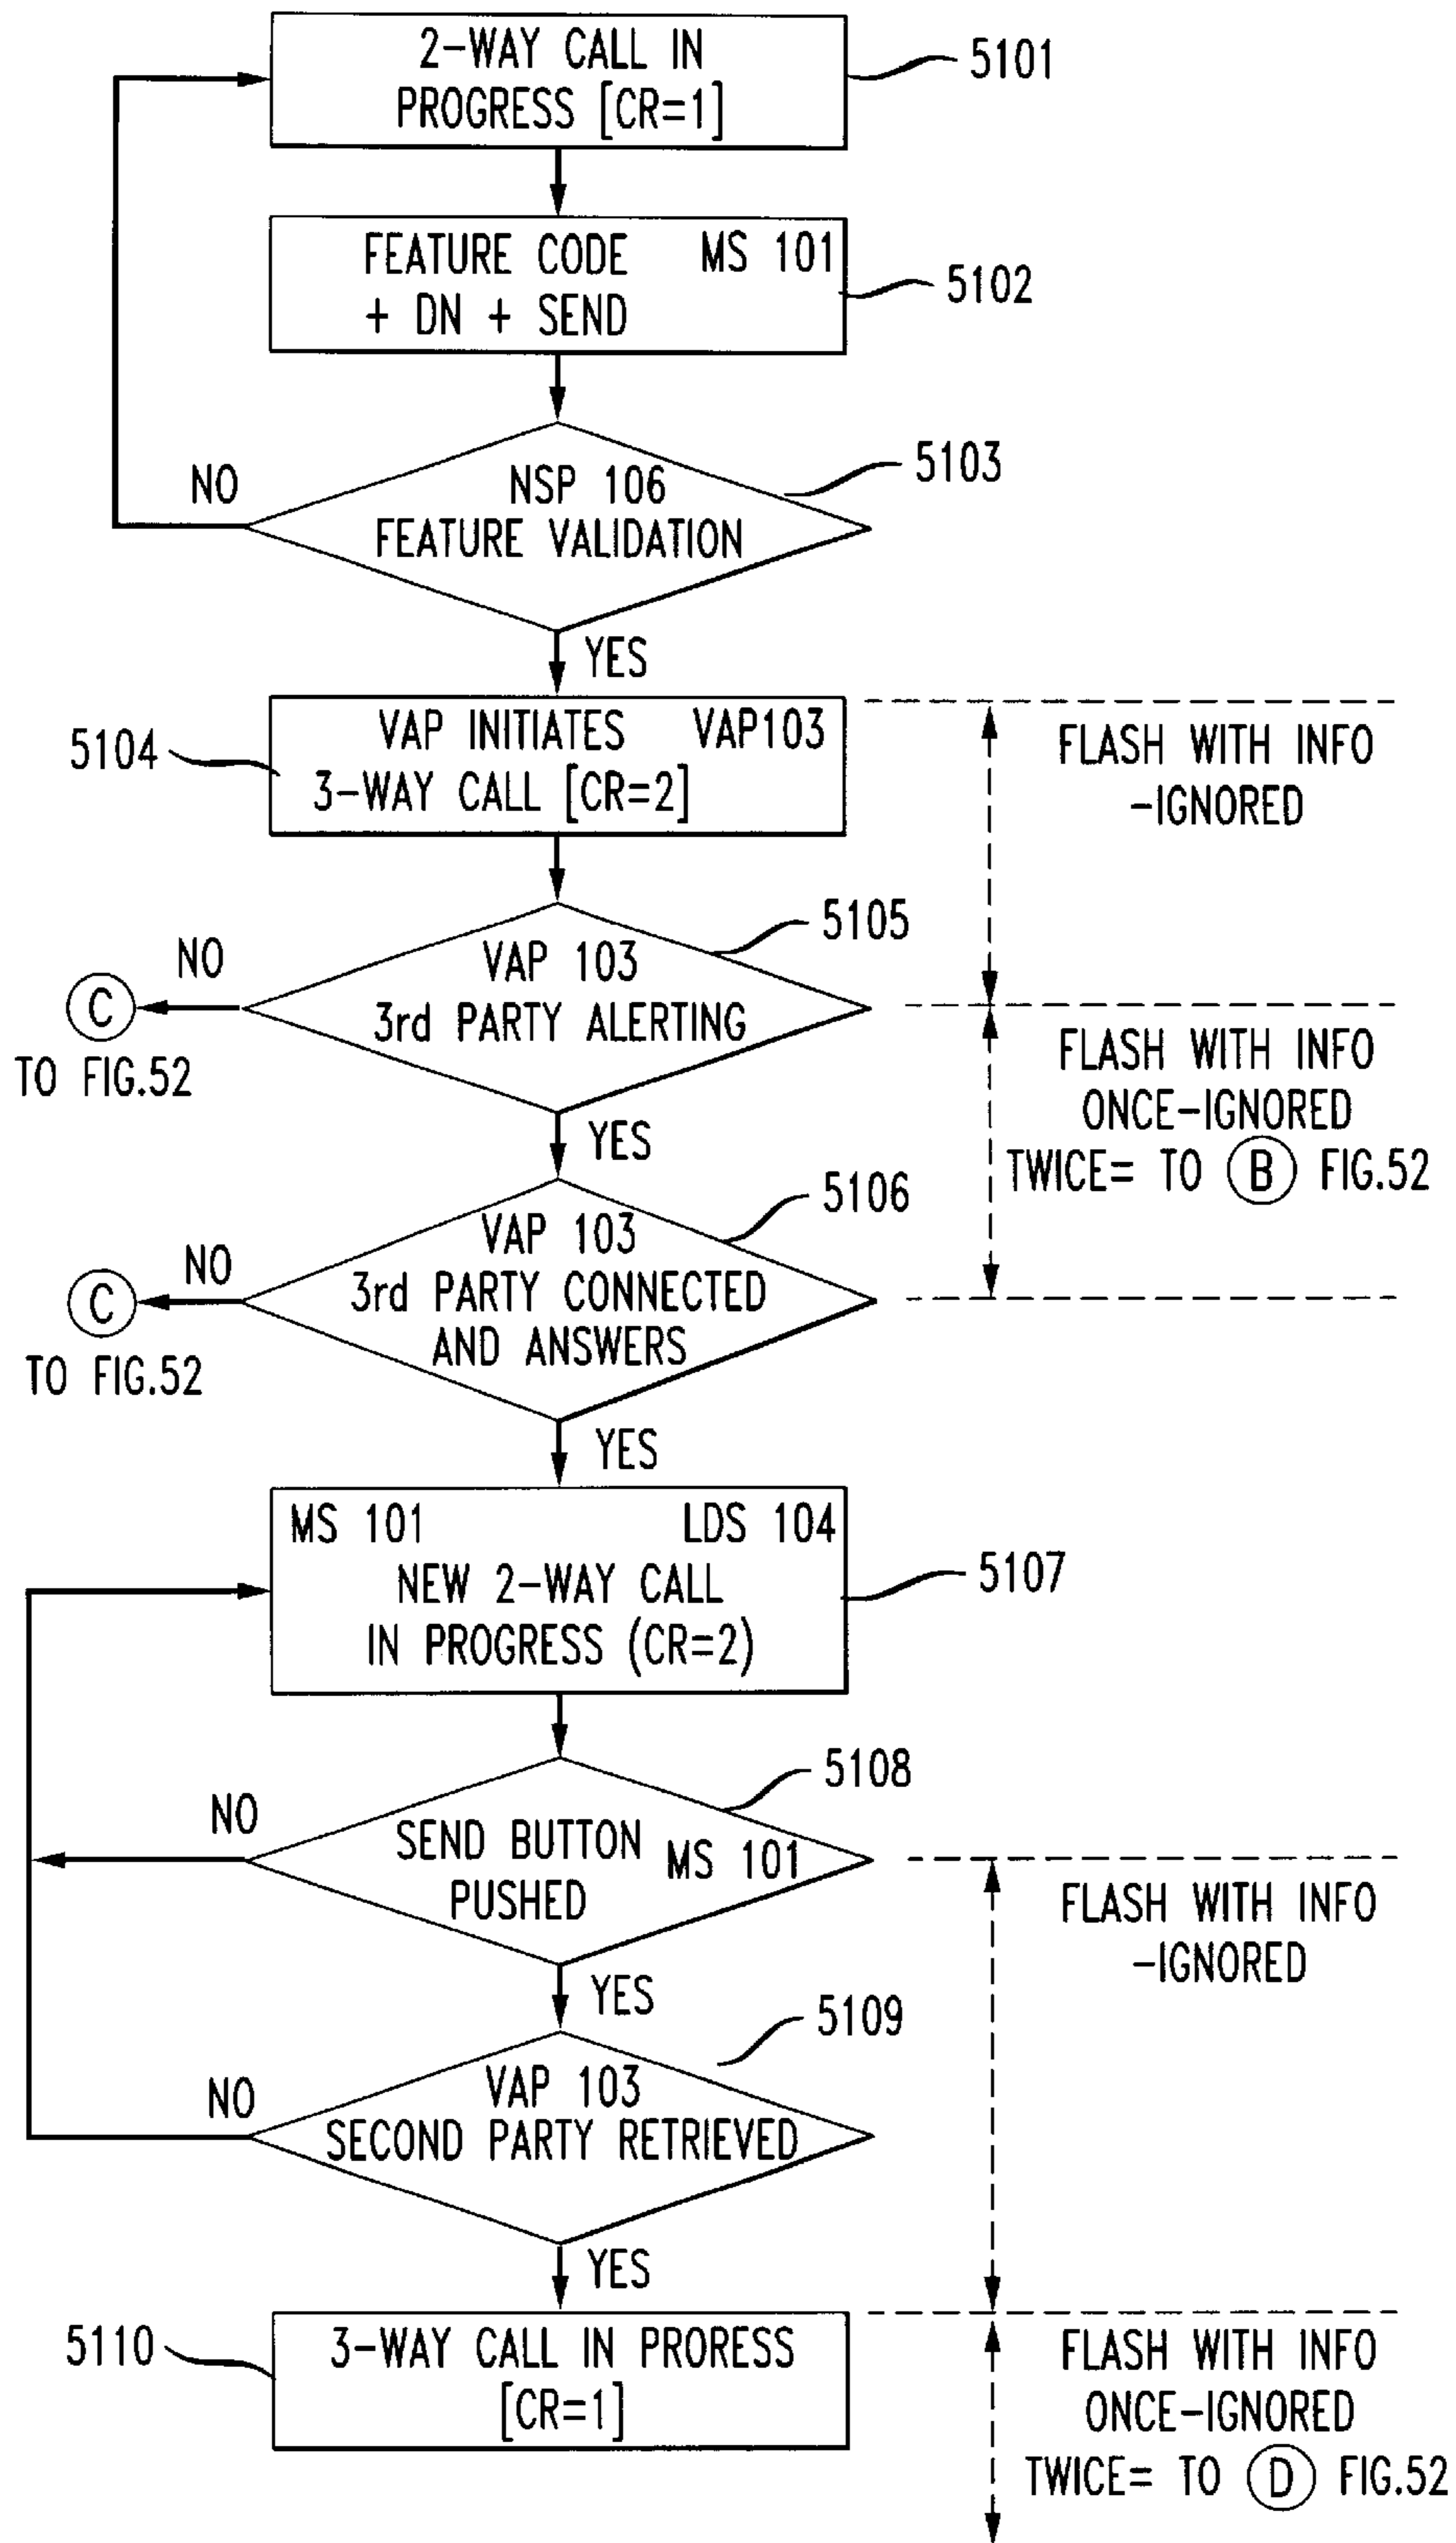 2-WAY CALL IN
PROGRESS [CR=1]
5101
FEATURE CODE MS 101
+ DN + SEND
5102
NO
NSP 106
FEATURE VALIDATION
5103
YES
VAP INITIATES VAP103
3-WAY CALL [CR=2]
5104
FLASH WITH INFO
-IGNORED
5105
NO
VAP 103
3rd PARTY ALERTING
C
TO FIG.52
YES
FLASH WITH INFO
ONCE-IGNORED
TWICE= TO B FIG.52
5106
NO
VAP 103
3rd PARTY CONNECTED
AND ANSWERS
C
TO FIG.52
YES
MS 101 LDS 104
NEW 2-WAY CALL
IN PROGRESS (CR=2)
5107
5108
NO
SEND BUTTON
MS 101
PUSHED
FLASH WITH INFO
-IGNORED
YES
5109
NO
VAP 103
SECOND PARTY RETRIEVED
YES
5110
3-WAY CALL IN PRORESS
[CR=1]
FLASH WITH INFO
ONCE-IGNORED
TWICE= TO D FIG.52